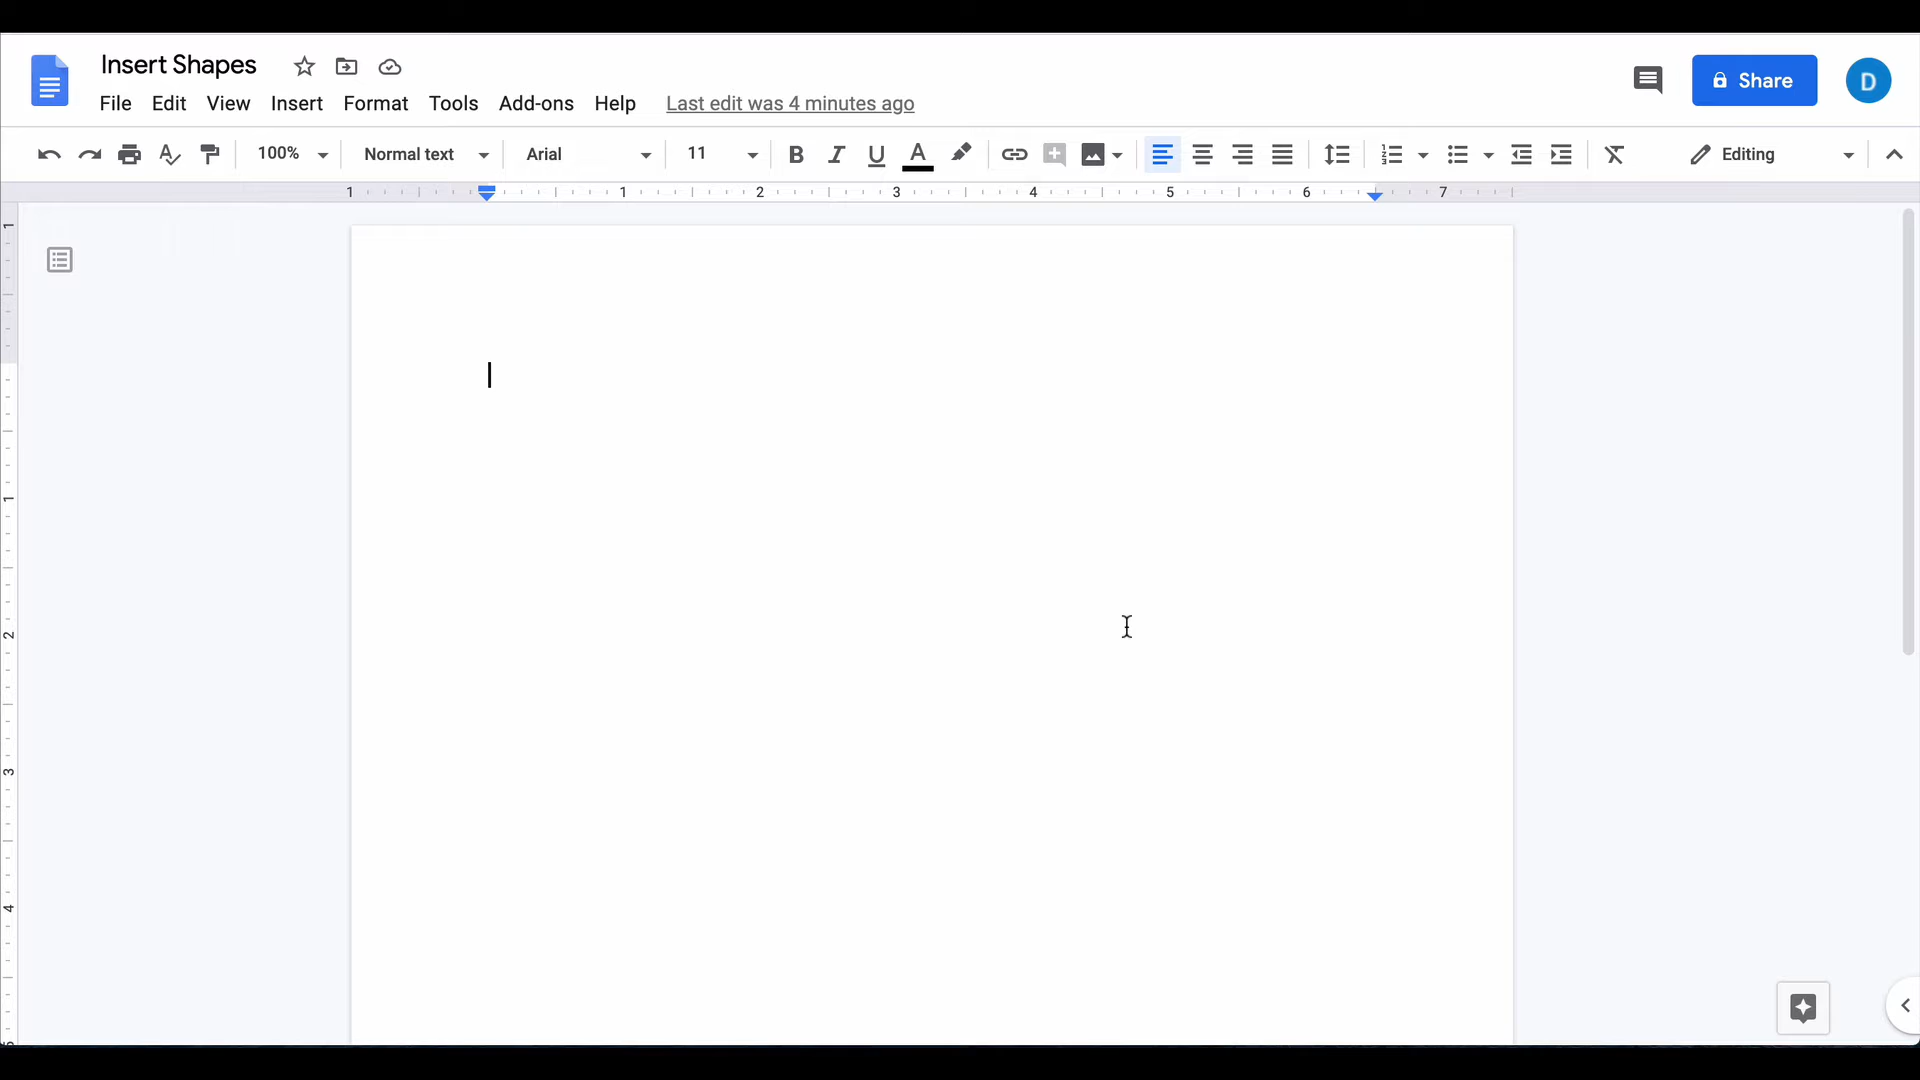 Insert Shapes
File Edit View Insert Format Tools Add-ons Help Last edit was 4 minutes ago
Share
D
100% Normal text Arial 11 B I U A Editing
1 1 2 3 4 5 6 7
1
1
2
3
4